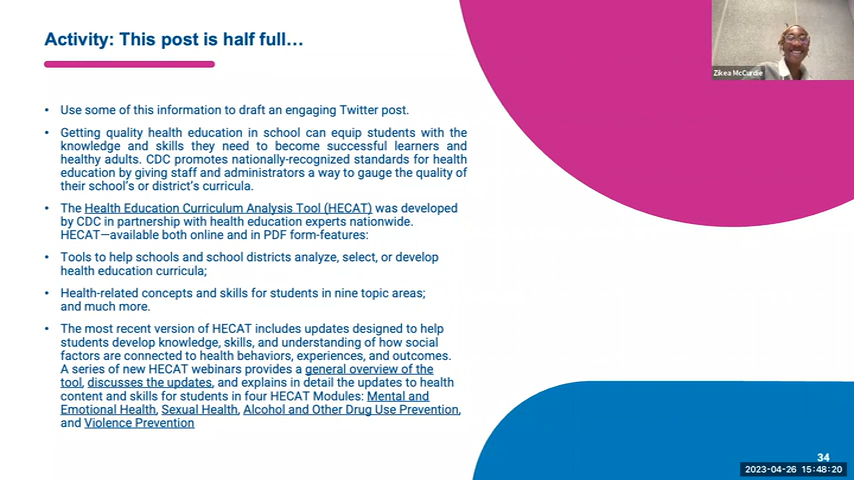 Activity: This post is half full...
Zikea McCurdie
• Use some of this information to draft an engaging Twitter post.
• Getting quality health education in school can equip students with the
knowledge and skills they need to become successful learners and
healthy adults. CDC promotes nationally-recognized standards for health
education by giving staff and administrators a way to gauge the quality of
their school's or district's curricula.
• The Health Education Curriculum Analysis Tool (HECAT) was developed
by CDC in partnership with health education experts nationwide.
HECAT—available both online and in PDF form-features:
• Tools to help schools and school districts analyze, select, or develop
health education curricula;
• Health-related concepts and skills for students in nine topic areas;
and much more.
• The most recent version of HECAT includes updates designed to help
students develop knowledge, skills, and understanding of how social
factors are connected to health behaviors, experiences, and outcomes.
A series of new HECAT webinars provides a general overview of the
tool, discusses the updates, and explains in detail the updates to health
content and skills for students in four HECAT Modules: Mental and
Emotional Health, Sexual Health, Alcohol and Other Drug Use Prevention,
and Violence Prevention
34
2023-04-26 15:48:20